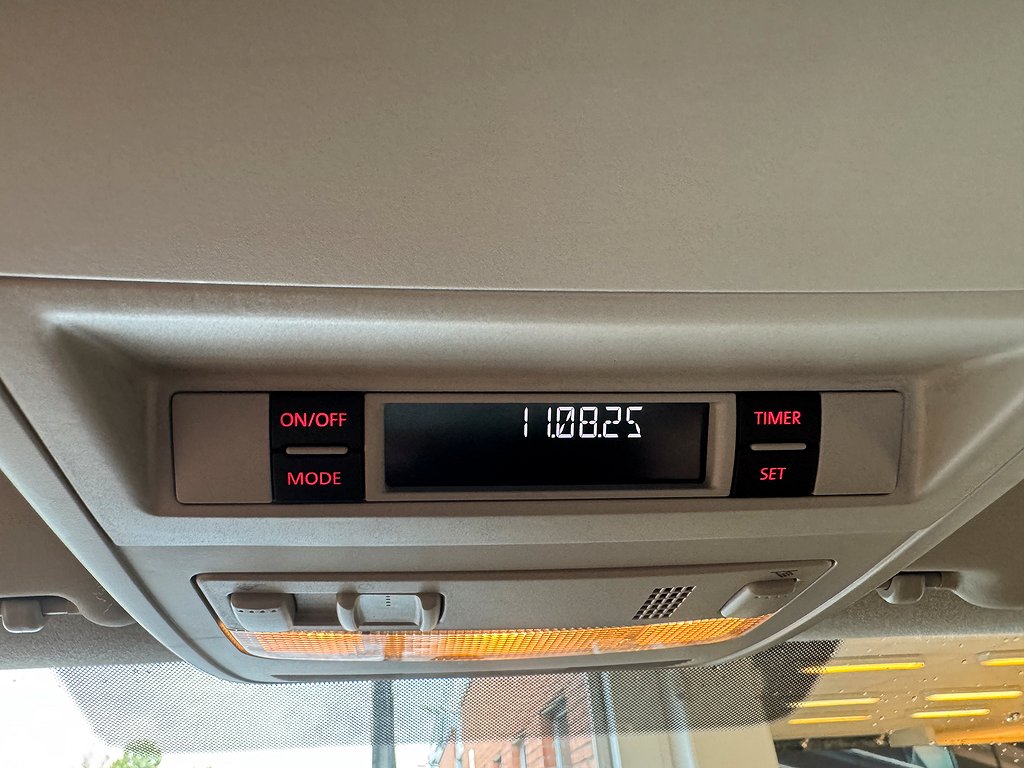 ON/OFF
MODE
11.08.25
TIMER
SET